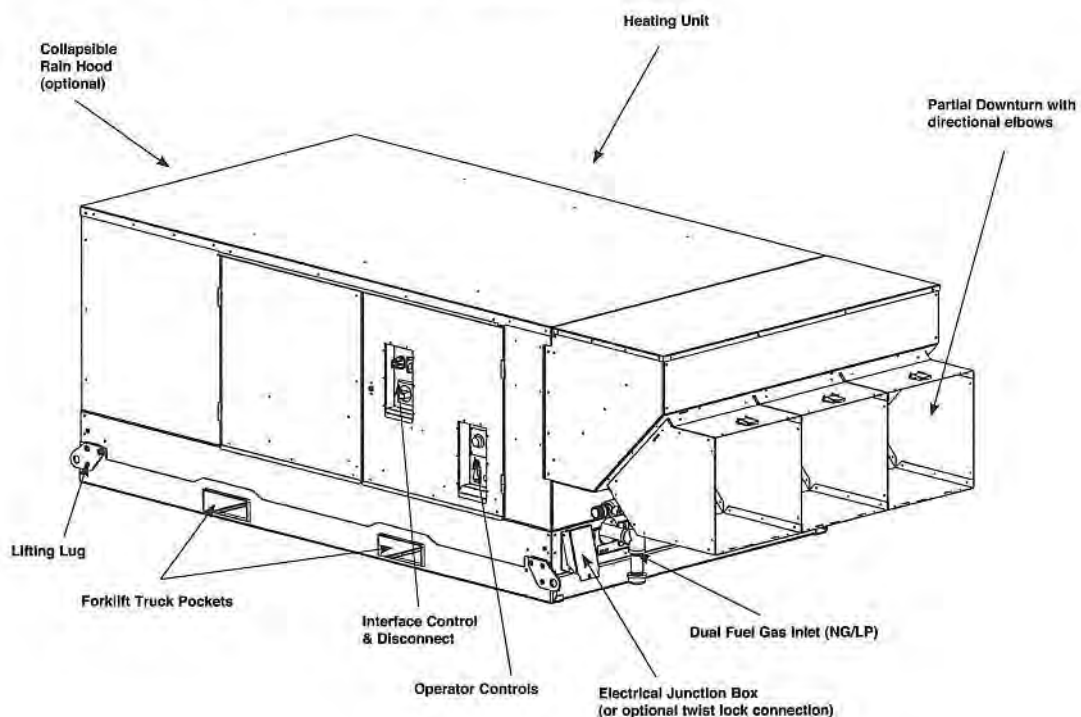 Heating Unit
Collapsible
Rain Hood
(optional)
Partial Downturn with
directional elbows
Lifting Lug
Forklift Truck Pockets
Interface Control
& Disconnect
Dual Fuel Gas Inlet (NG/LP)
Operator Controls
Electrical Junction Box
(or optional twist lock connection)